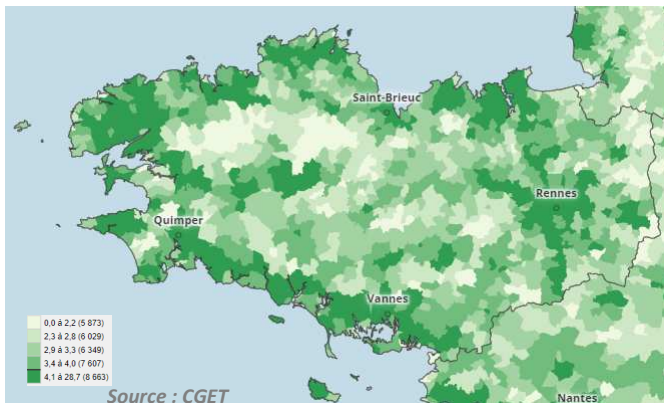 Saint-Brieuc
Rennes
Quimper
Vannes
0,0 à 2,2 (5 873)
2,3 à 2,8 (6 029)
2,9 à 3,3 (6 349)
3,4 à 4,0 (7 607)
4,1 à 28,7 (8 663)
Source : CGET
Nantes